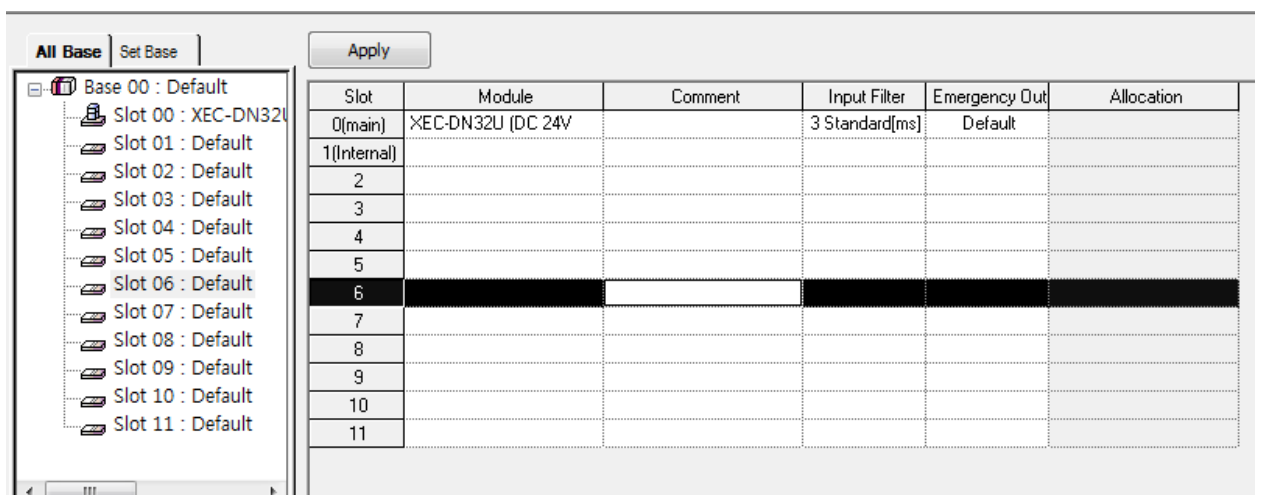 All Base Set Base Apply
Base 00 : Default
Slot 00 : XEC-DN32U
Slot 01 : Default
Slot 02 : Default
Slot 03 : Default
Slot 04 : Default
Slot 05 : Default
Slot 06 : Default
Slot 07 : Default
Slot 08 : Default
Slot 09 : Default
Slot 10 : Default
Slot 11 : Default
Slot Module Comment Input Filter Emergency Out Allocation
0(main) XEC-DN32U (DC 24V 3 Standard[ms] Default
1(Internal)
2
3
4
5
6
7
8
9
10
11